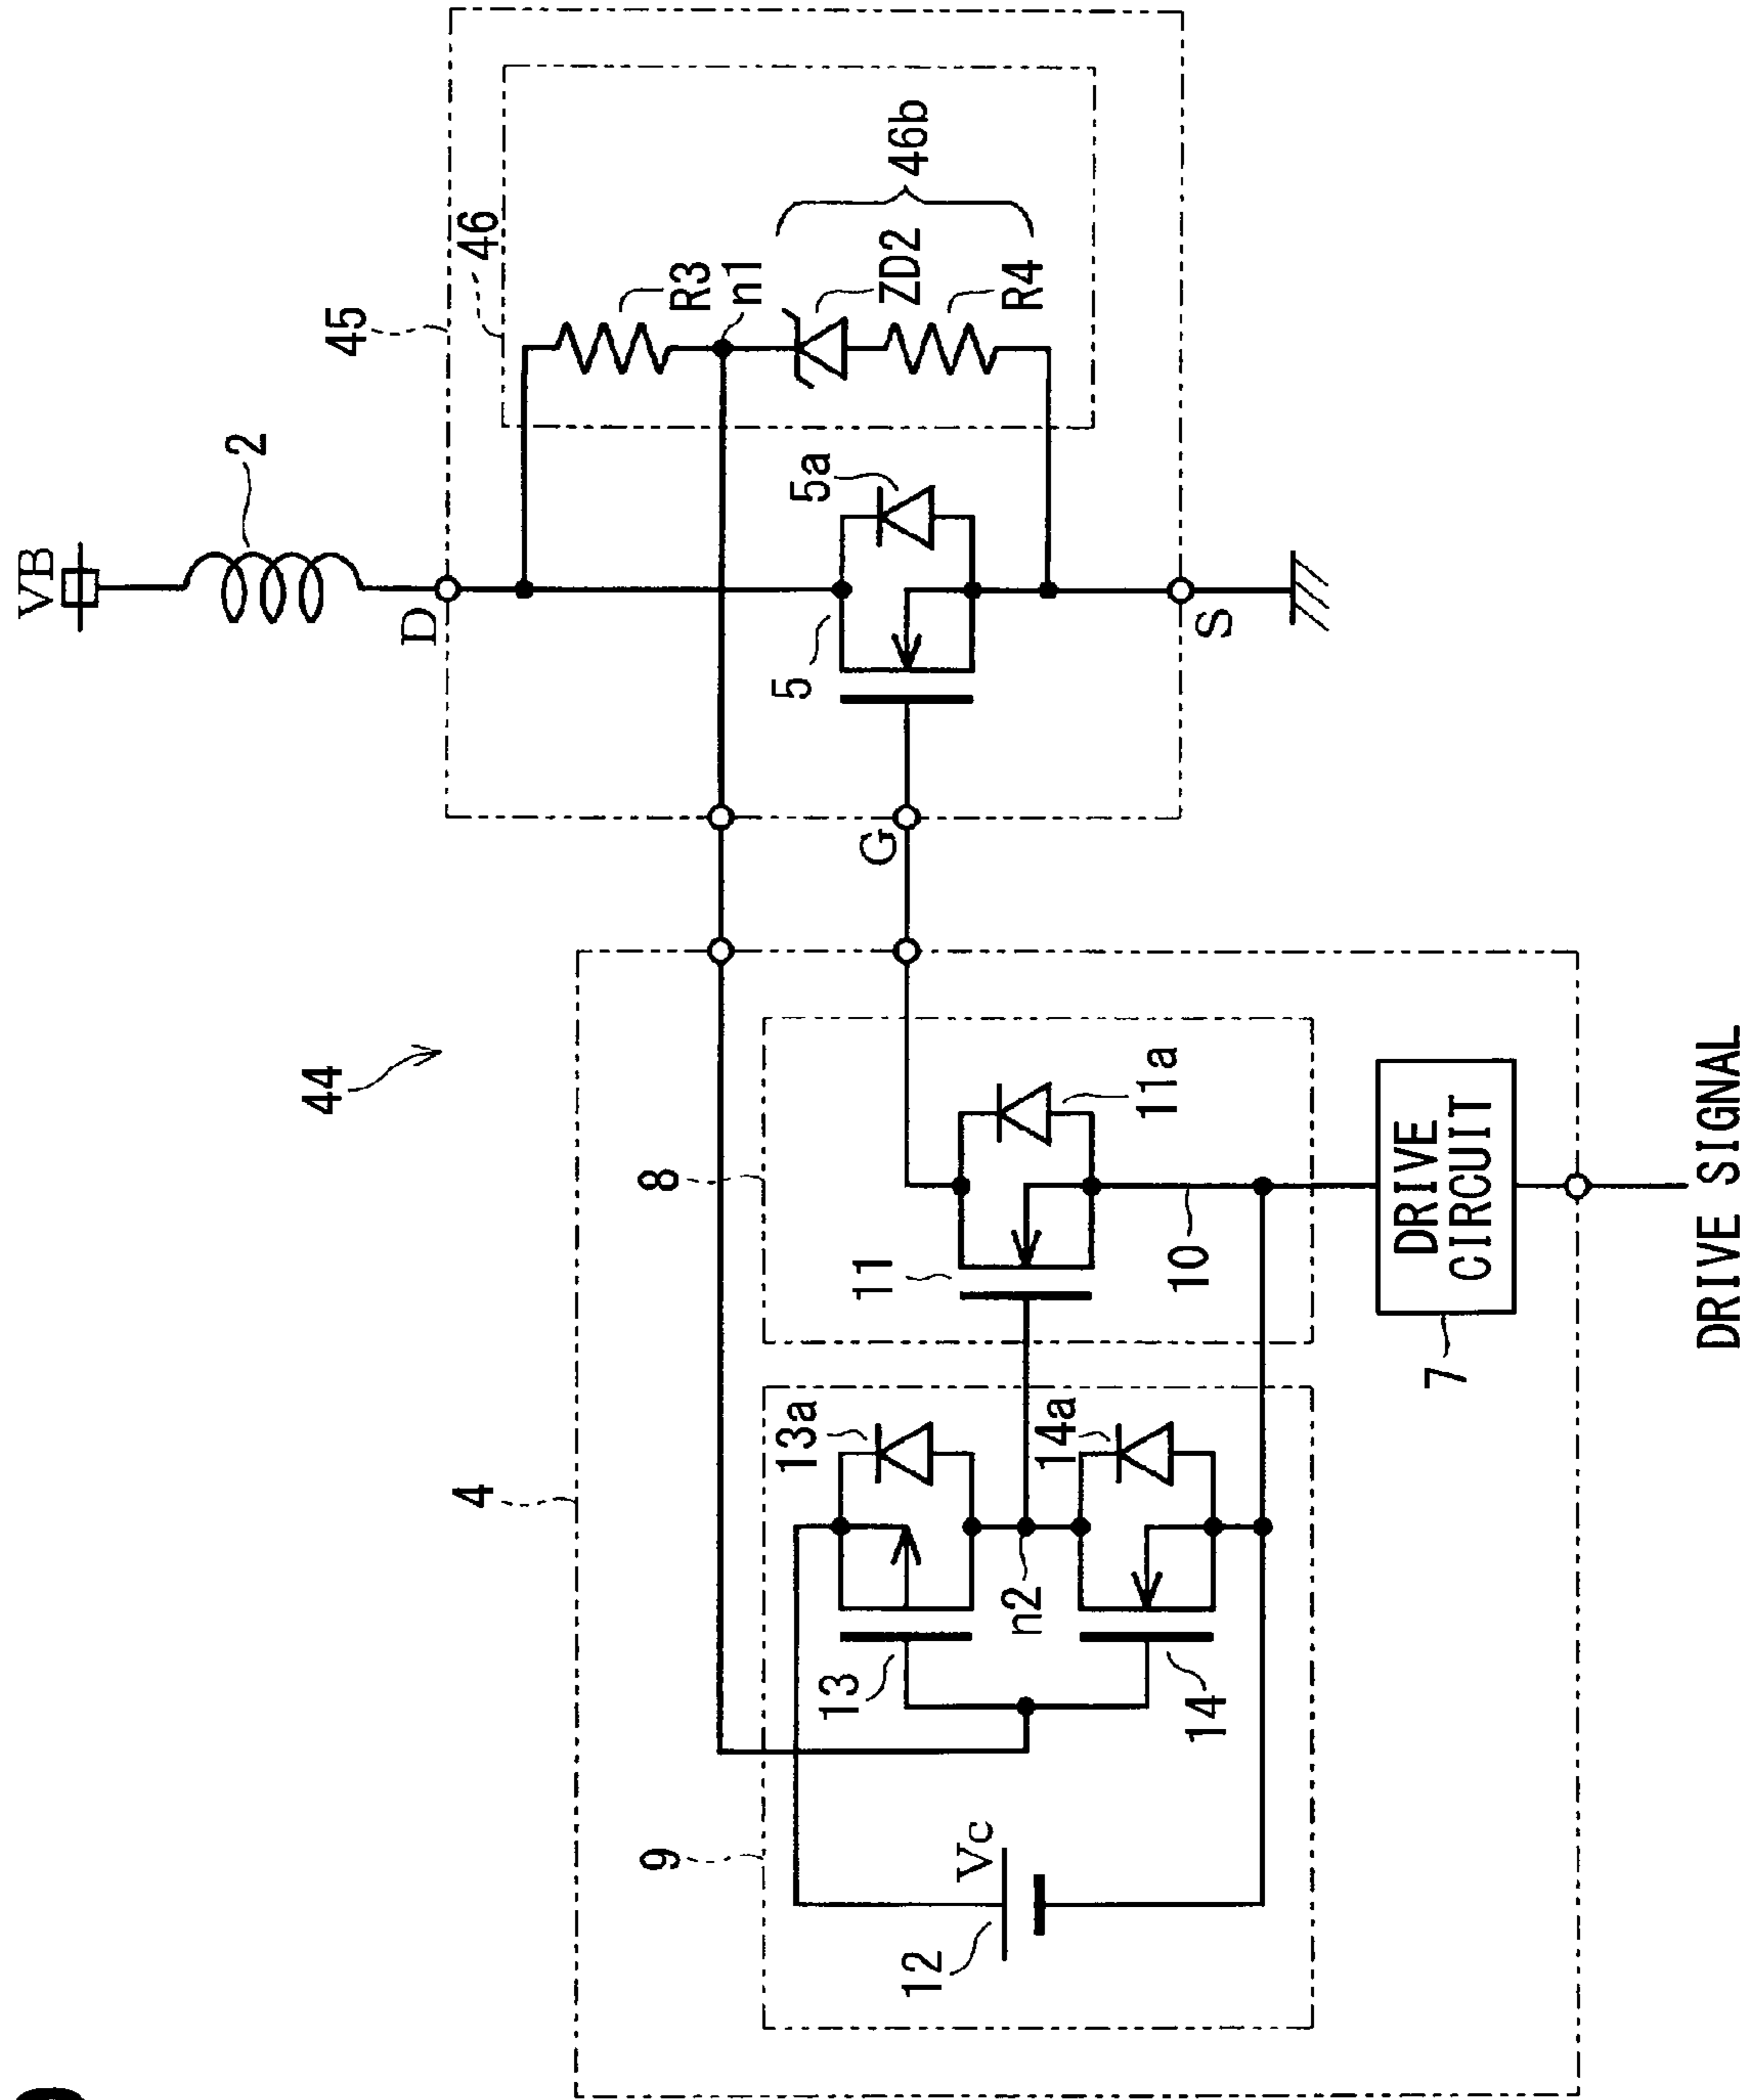 VB
2
D
45
46
R3
n1
ZD2
46b
R4
5a
5
S
G
44
4
8
11a
11
10
13a
14a
n2
13
14
9
Vc
12
DRIVE
CIRCUIT
7
DRIVE SIGNAL